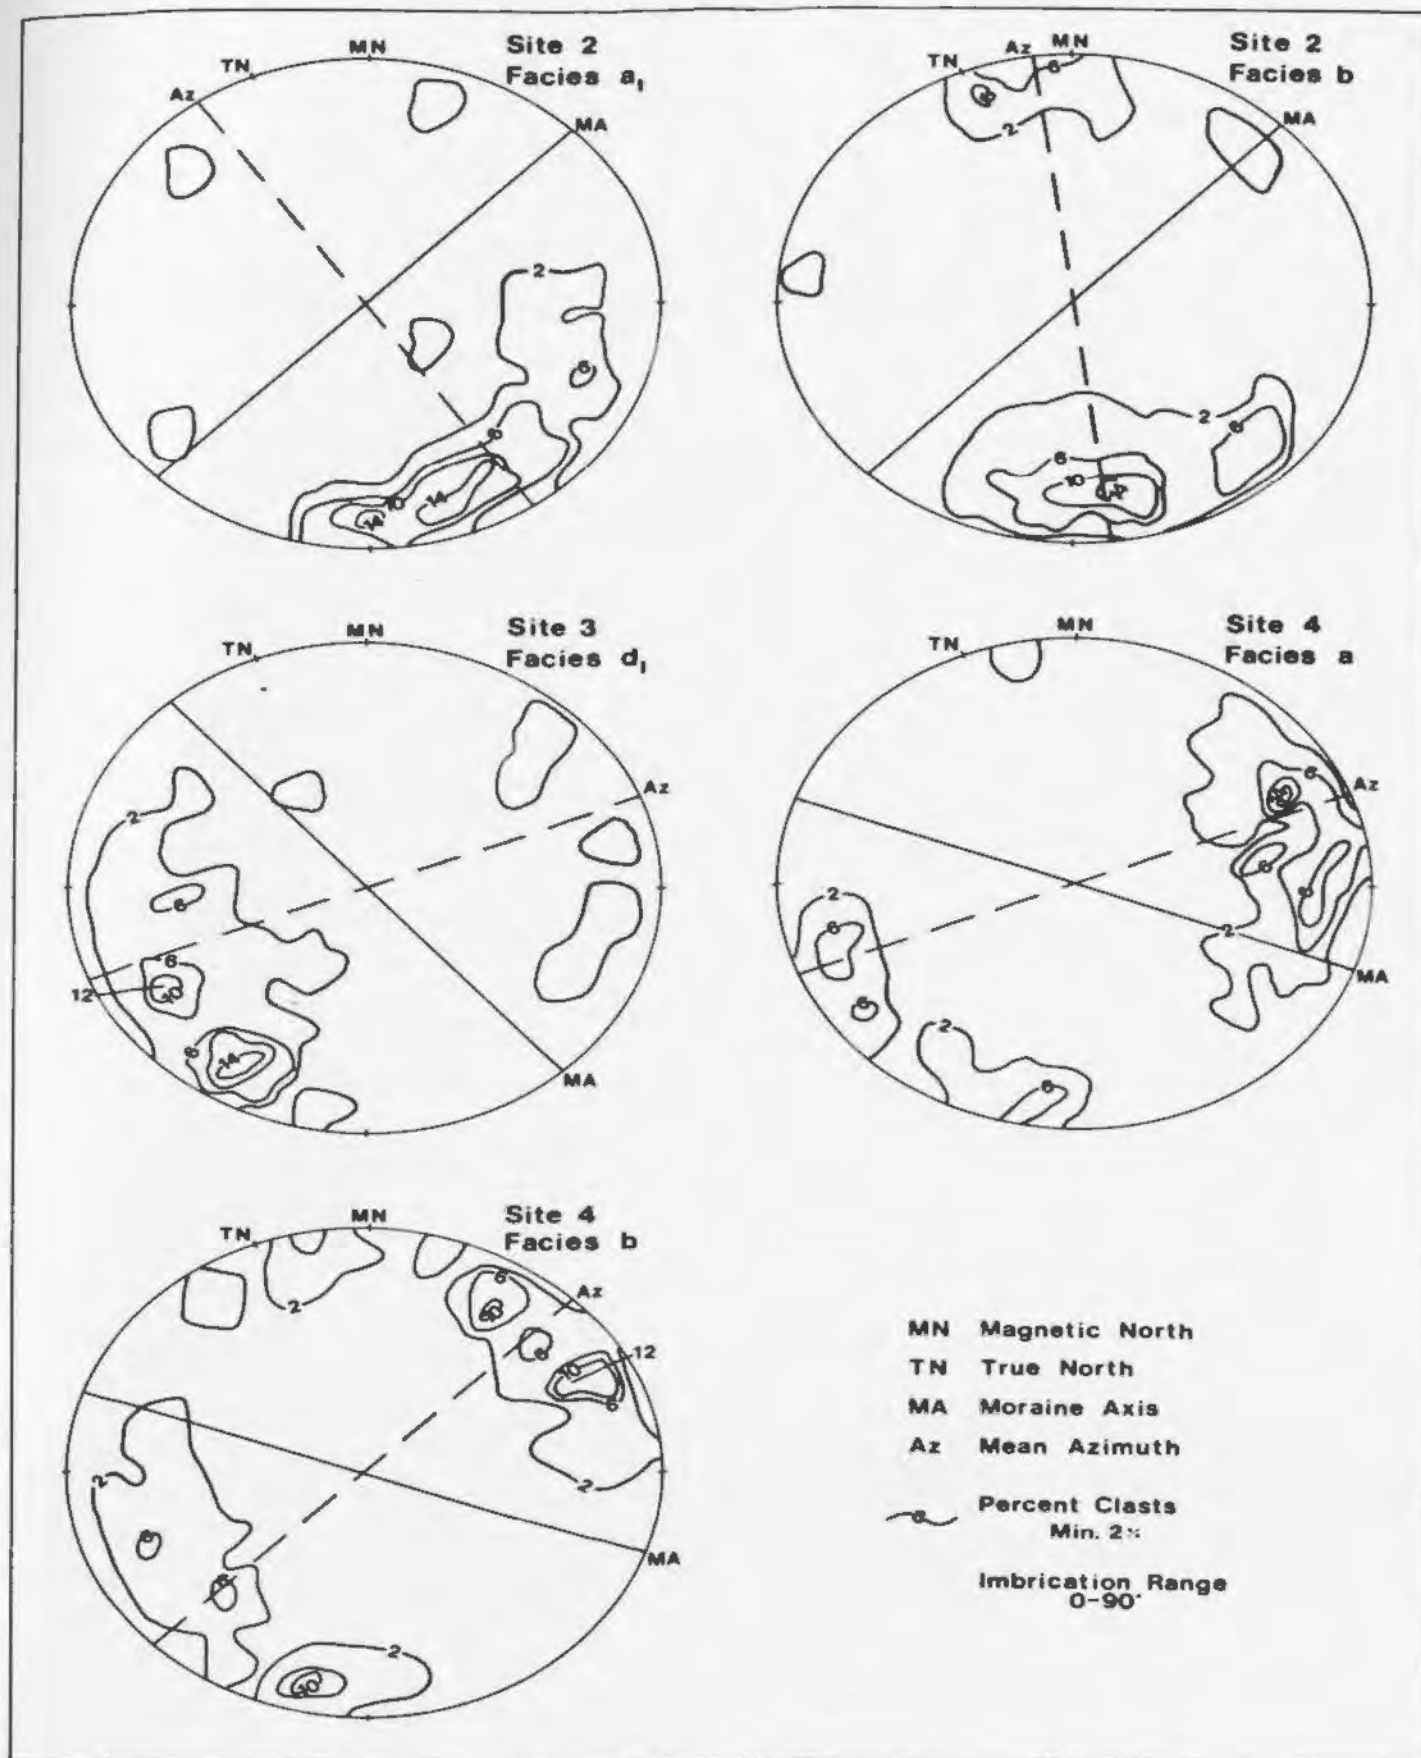 Site 2
Facies a₁
MN
TN
Az
MA
2
6
6
10
14
14
Site 2
Facies b
MN
Az
TN
MA
6
2
2
6
6
10
Site 3
Facies d₁
MN
TN
Az
MA
2
6
6
10
12
6
14
Site 4
Facies a
MN
TN
Az
MA
6
6
6
2
2
6
6
2
6
Site 4
Facies b
MN
TN
Az
MA
2
6
6
10
12
6
2
2
6
6
2
10
MN Magnetic North
TN True North
MA Moraine Axis
Az Mean Azimuth
6 Percent Clasts
Min. 2%
Imbrication Range
0-90°